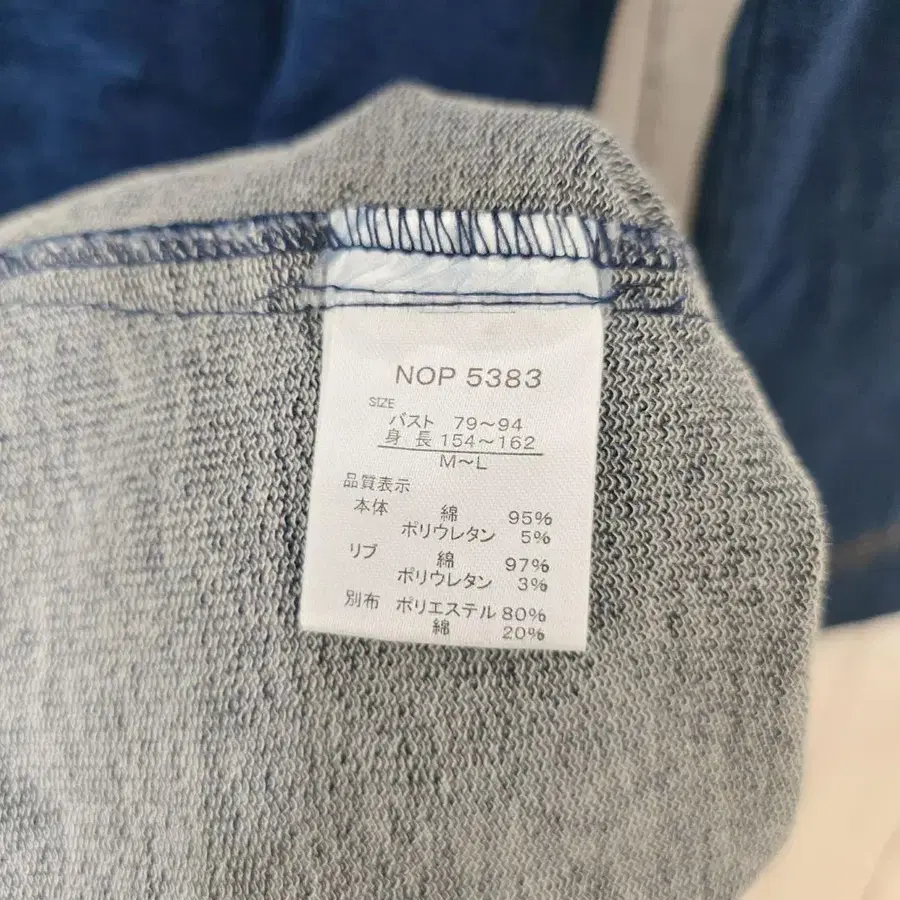 NOP 5383
SIZE
バスト 79〜94
身 長 154〜162
M〜L
品質表示
本体 綿 95%
ポリウレタン 5%
リブ 綿 97%
ポリウレタン 3%
別布 ポリエステル 80%
綿 20%